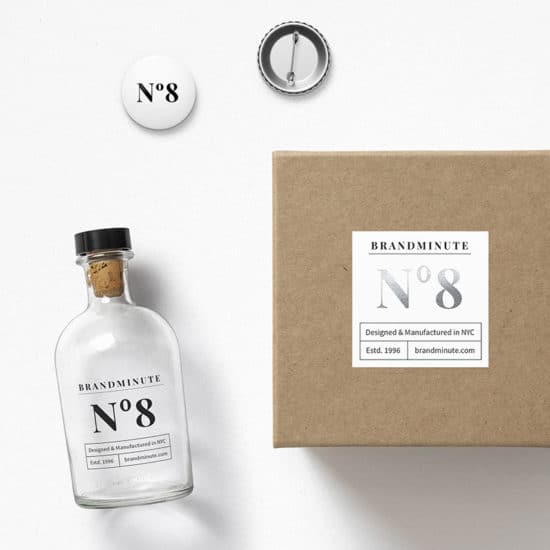 Nº8
BRANDMINUTE
Nº8
Designed & Manufactured in NYC
Estd. 1996
brandminute.com
BRANDMINUTE
Nº8
Designed & Manufactured in NYC
Estd. 1996
brandminute.com